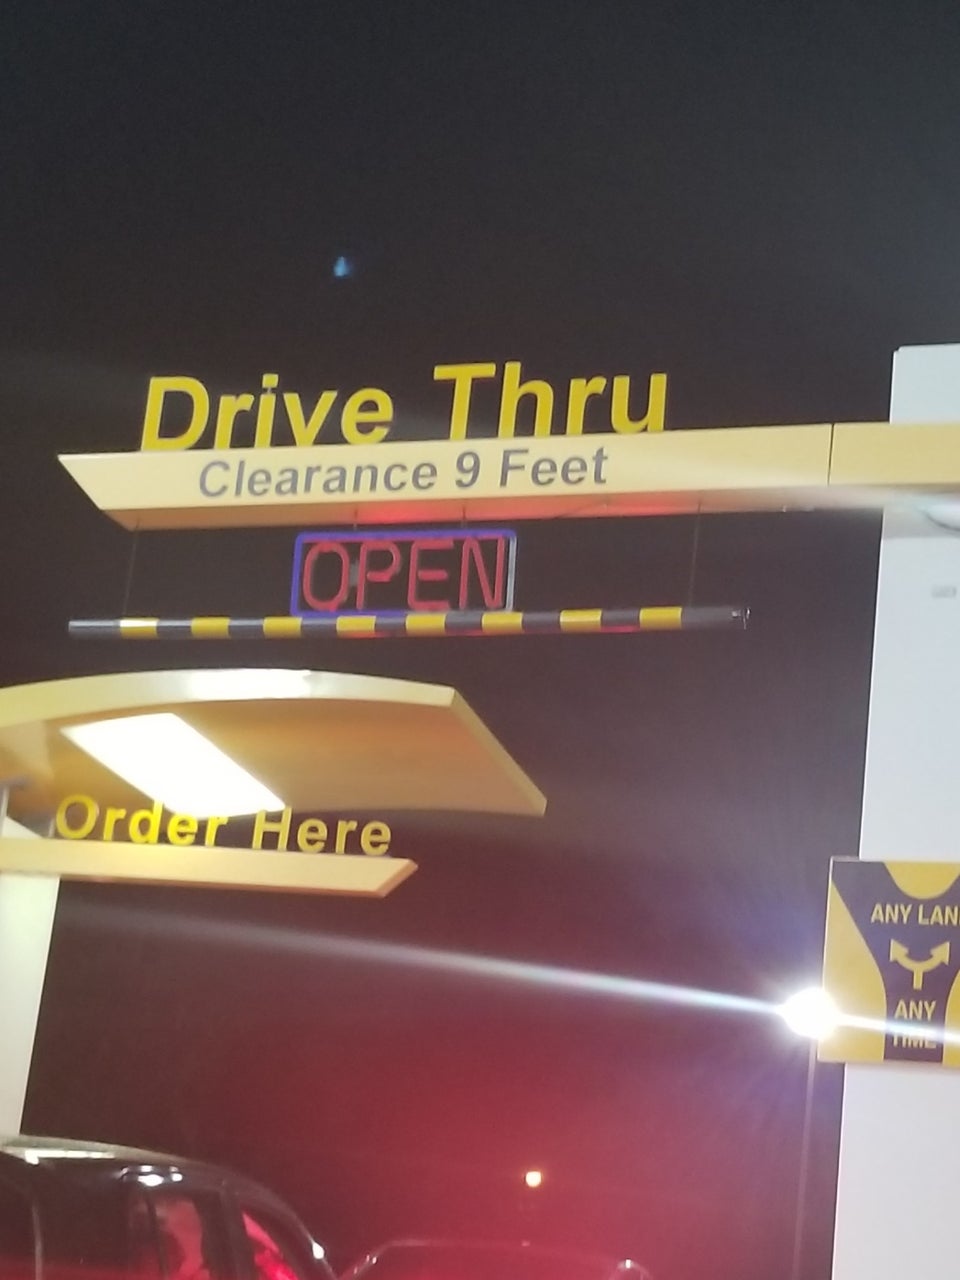 Drive Thru
Clearance 9 Feet
OPEN
Order Here
ANY LAN
ANY
TIME